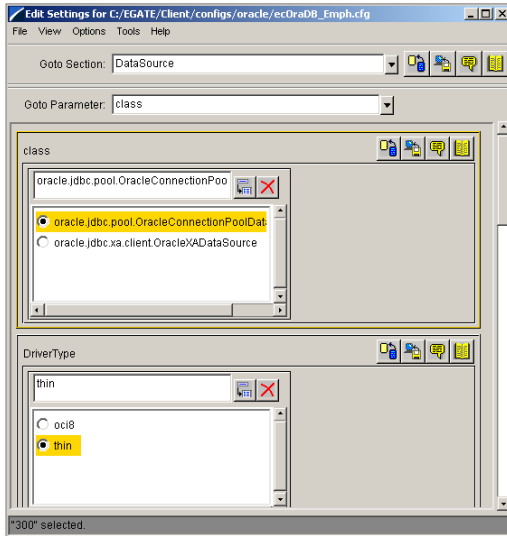 Edit Settings for C:/EGATE/Client/configs/oracle/ecOraDB_Emph.cfg
File View Options Tools Help
Goto Section: DataSource
Goto Parameter: class
class
oracle.jdbc.pool.OracleConnectionPoo
oracle.jdbc.pool.OracleConnectionPoolDat
oracle.jdbc.xa.client.OracleXADataSource
DriverType
thin
oci8
thin
"300" selected.